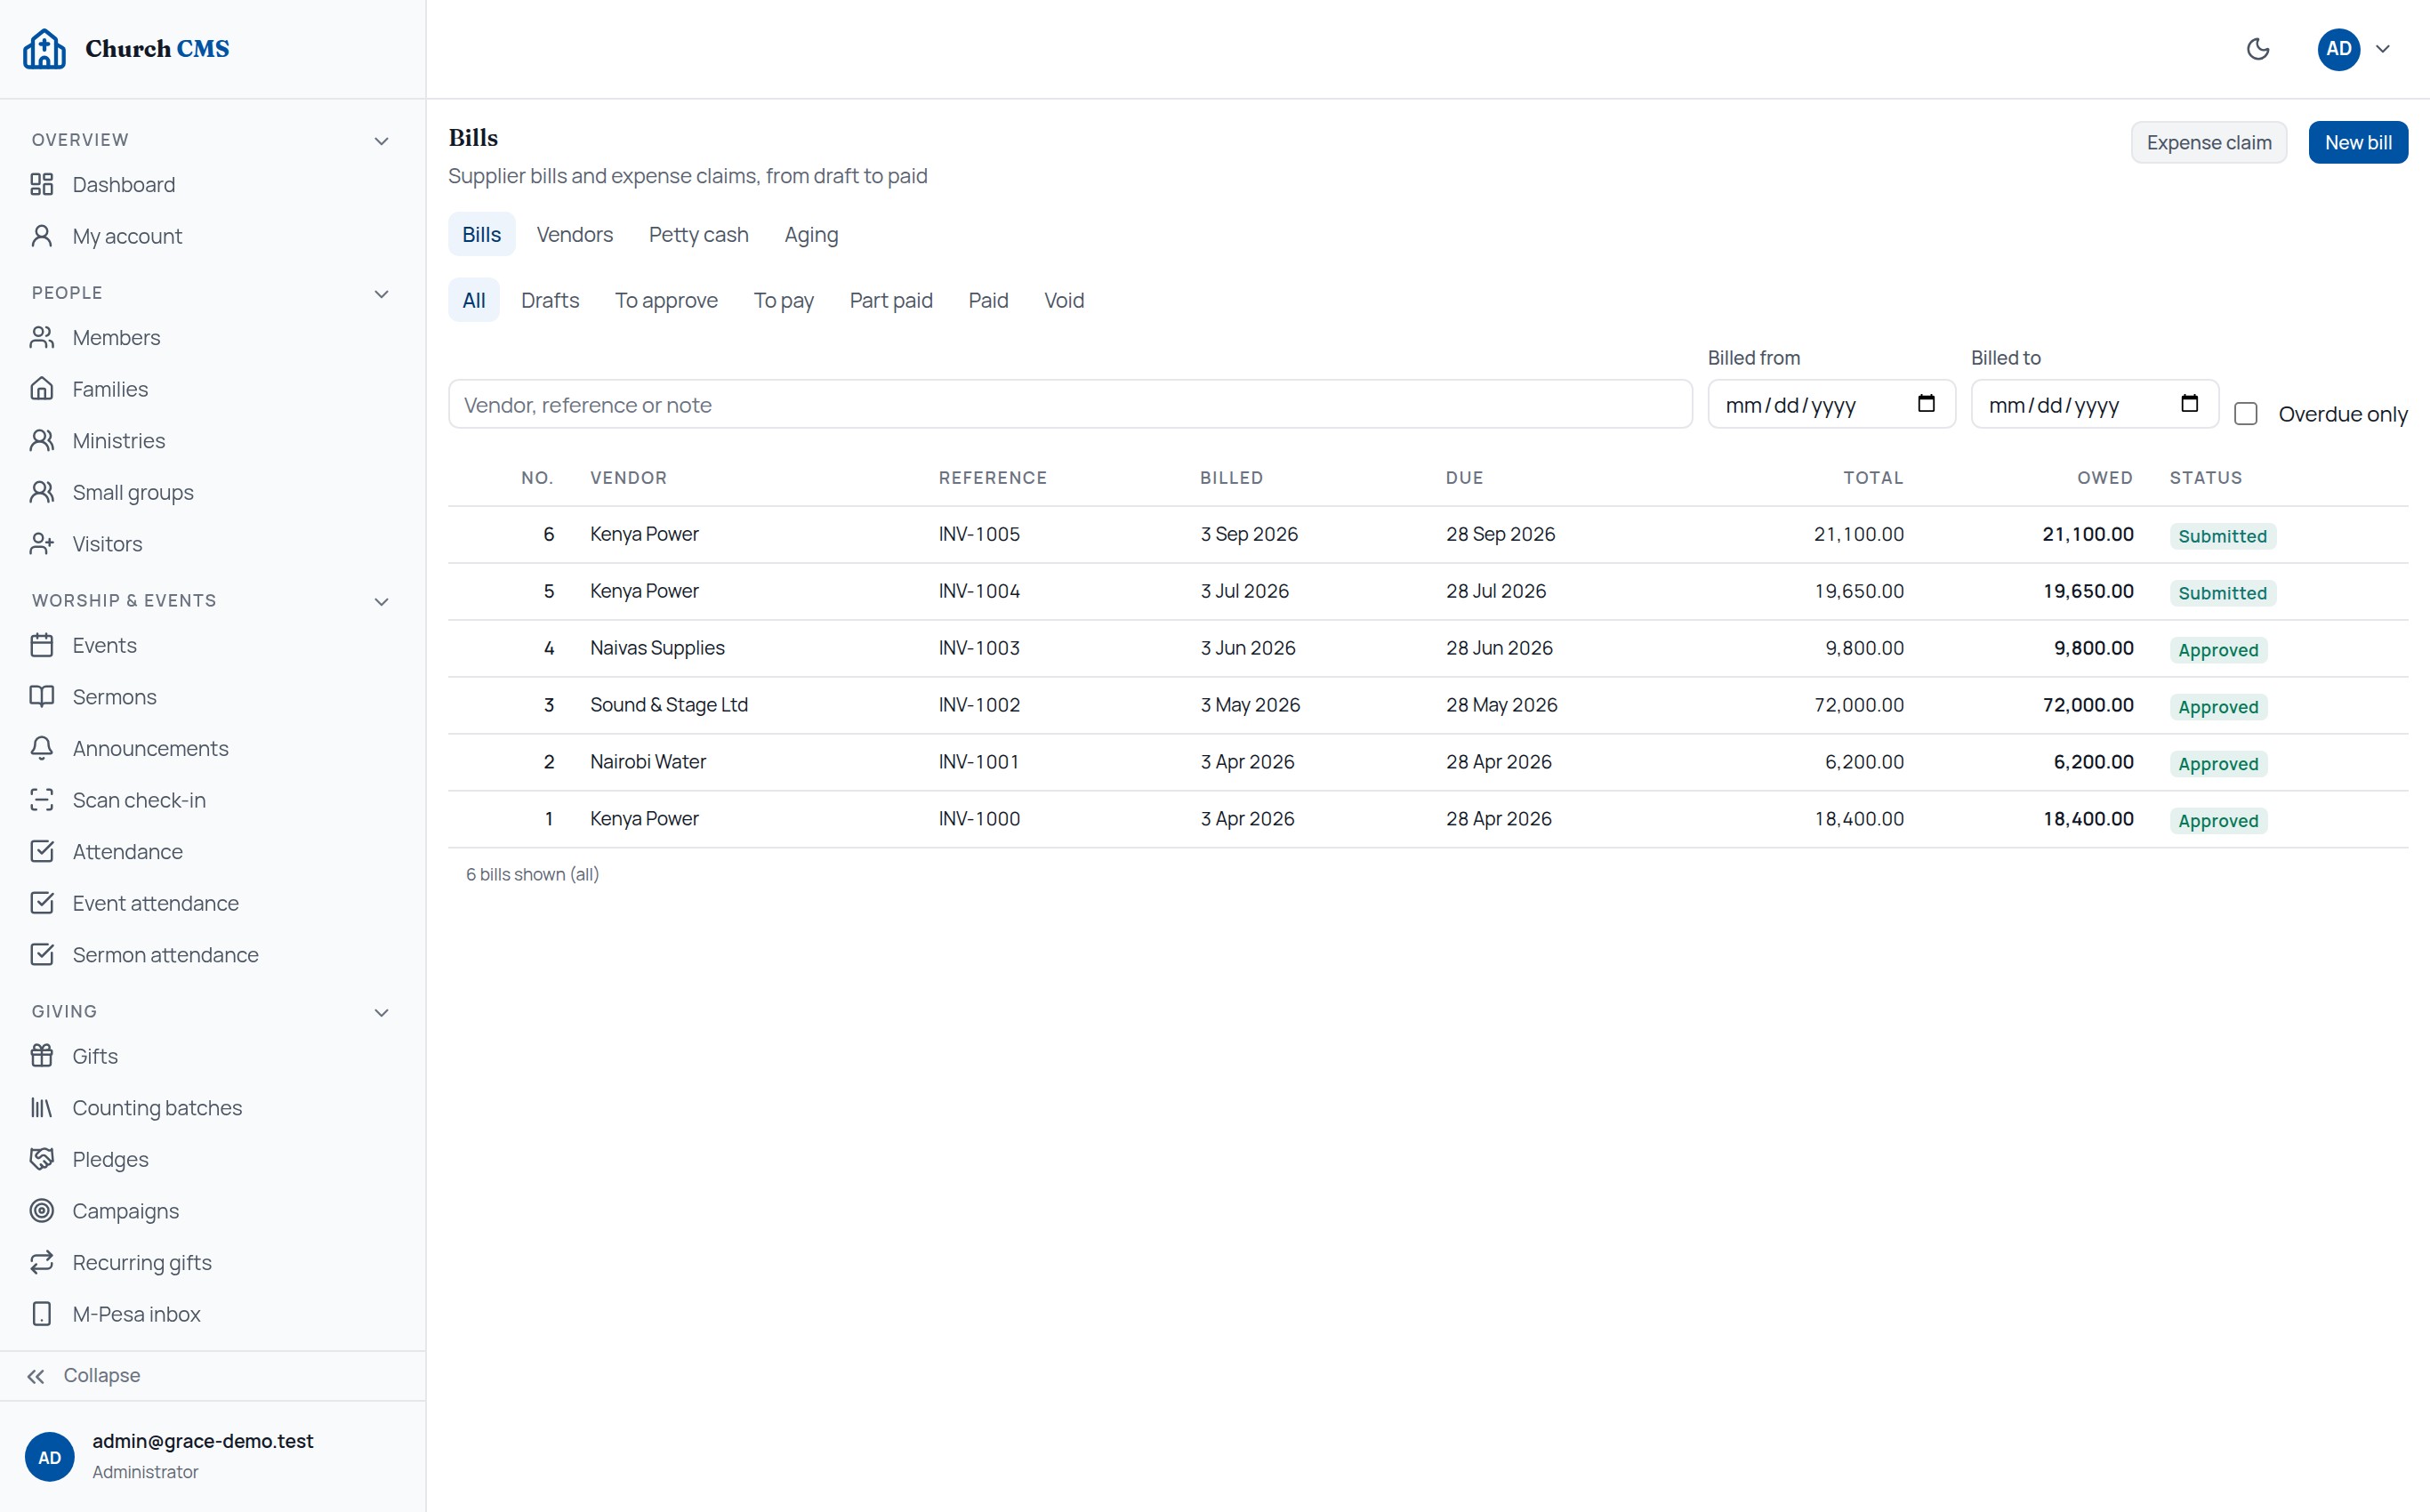 Church CMS
AD
OVERVIEW
Dashboard
My account
PEOPLE
Members
Families
Ministries
Small groups
Visitors
WORSHIP & EVENTS
Events
Sermons
Announcements
Scan check-in
Attendance
Event attendance
Sermon attendance
GIVING
Gifts
Counting batches
Pledges
Campaigns
Recurring gifts
M-Pesa inbox
Collapse
AD
admin@grace-demo.test
Administrator
Bills
Expense claim New bill
Supplier bills and expense claims, from draft to paid
Bills Vendors Petty cash Aging
All Drafts To approve To pay Part paid Paid Void
Billed from Billed to
Vendor, reference or note mm/dd/yyyy mm/dd/yyyy Overdue only
NO. VENDOR REFERENCE BILLED DUE TOTAL OWED STATUS
6 Kenya Power INV-1005 3 Sep 2026 28 Sep 2026 21,100.00 21,100.00 Submitted
5 Kenya Power INV-1004 3 Jul 2026 28 Jul 2026 19,650.00 19,650.00 Submitted
4 Naivas Supplies INV-1003 3 Jun 2026 28 Jun 2026 9,800.00 9,800.00 Approved
3 Sound & Stage Ltd INV-1002 3 May 2026 28 May 2026 72,000.00 72,000.00 Approved
2 Nairobi Water INV-1001 3 Apr 2026 28 Apr 2026 6,200.00 6,200.00 Approved
1 Kenya Power INV-1000 3 Apr 2026 28 Apr 2026 18,400.00 18,400.00 Approved
6 bills shown (all)